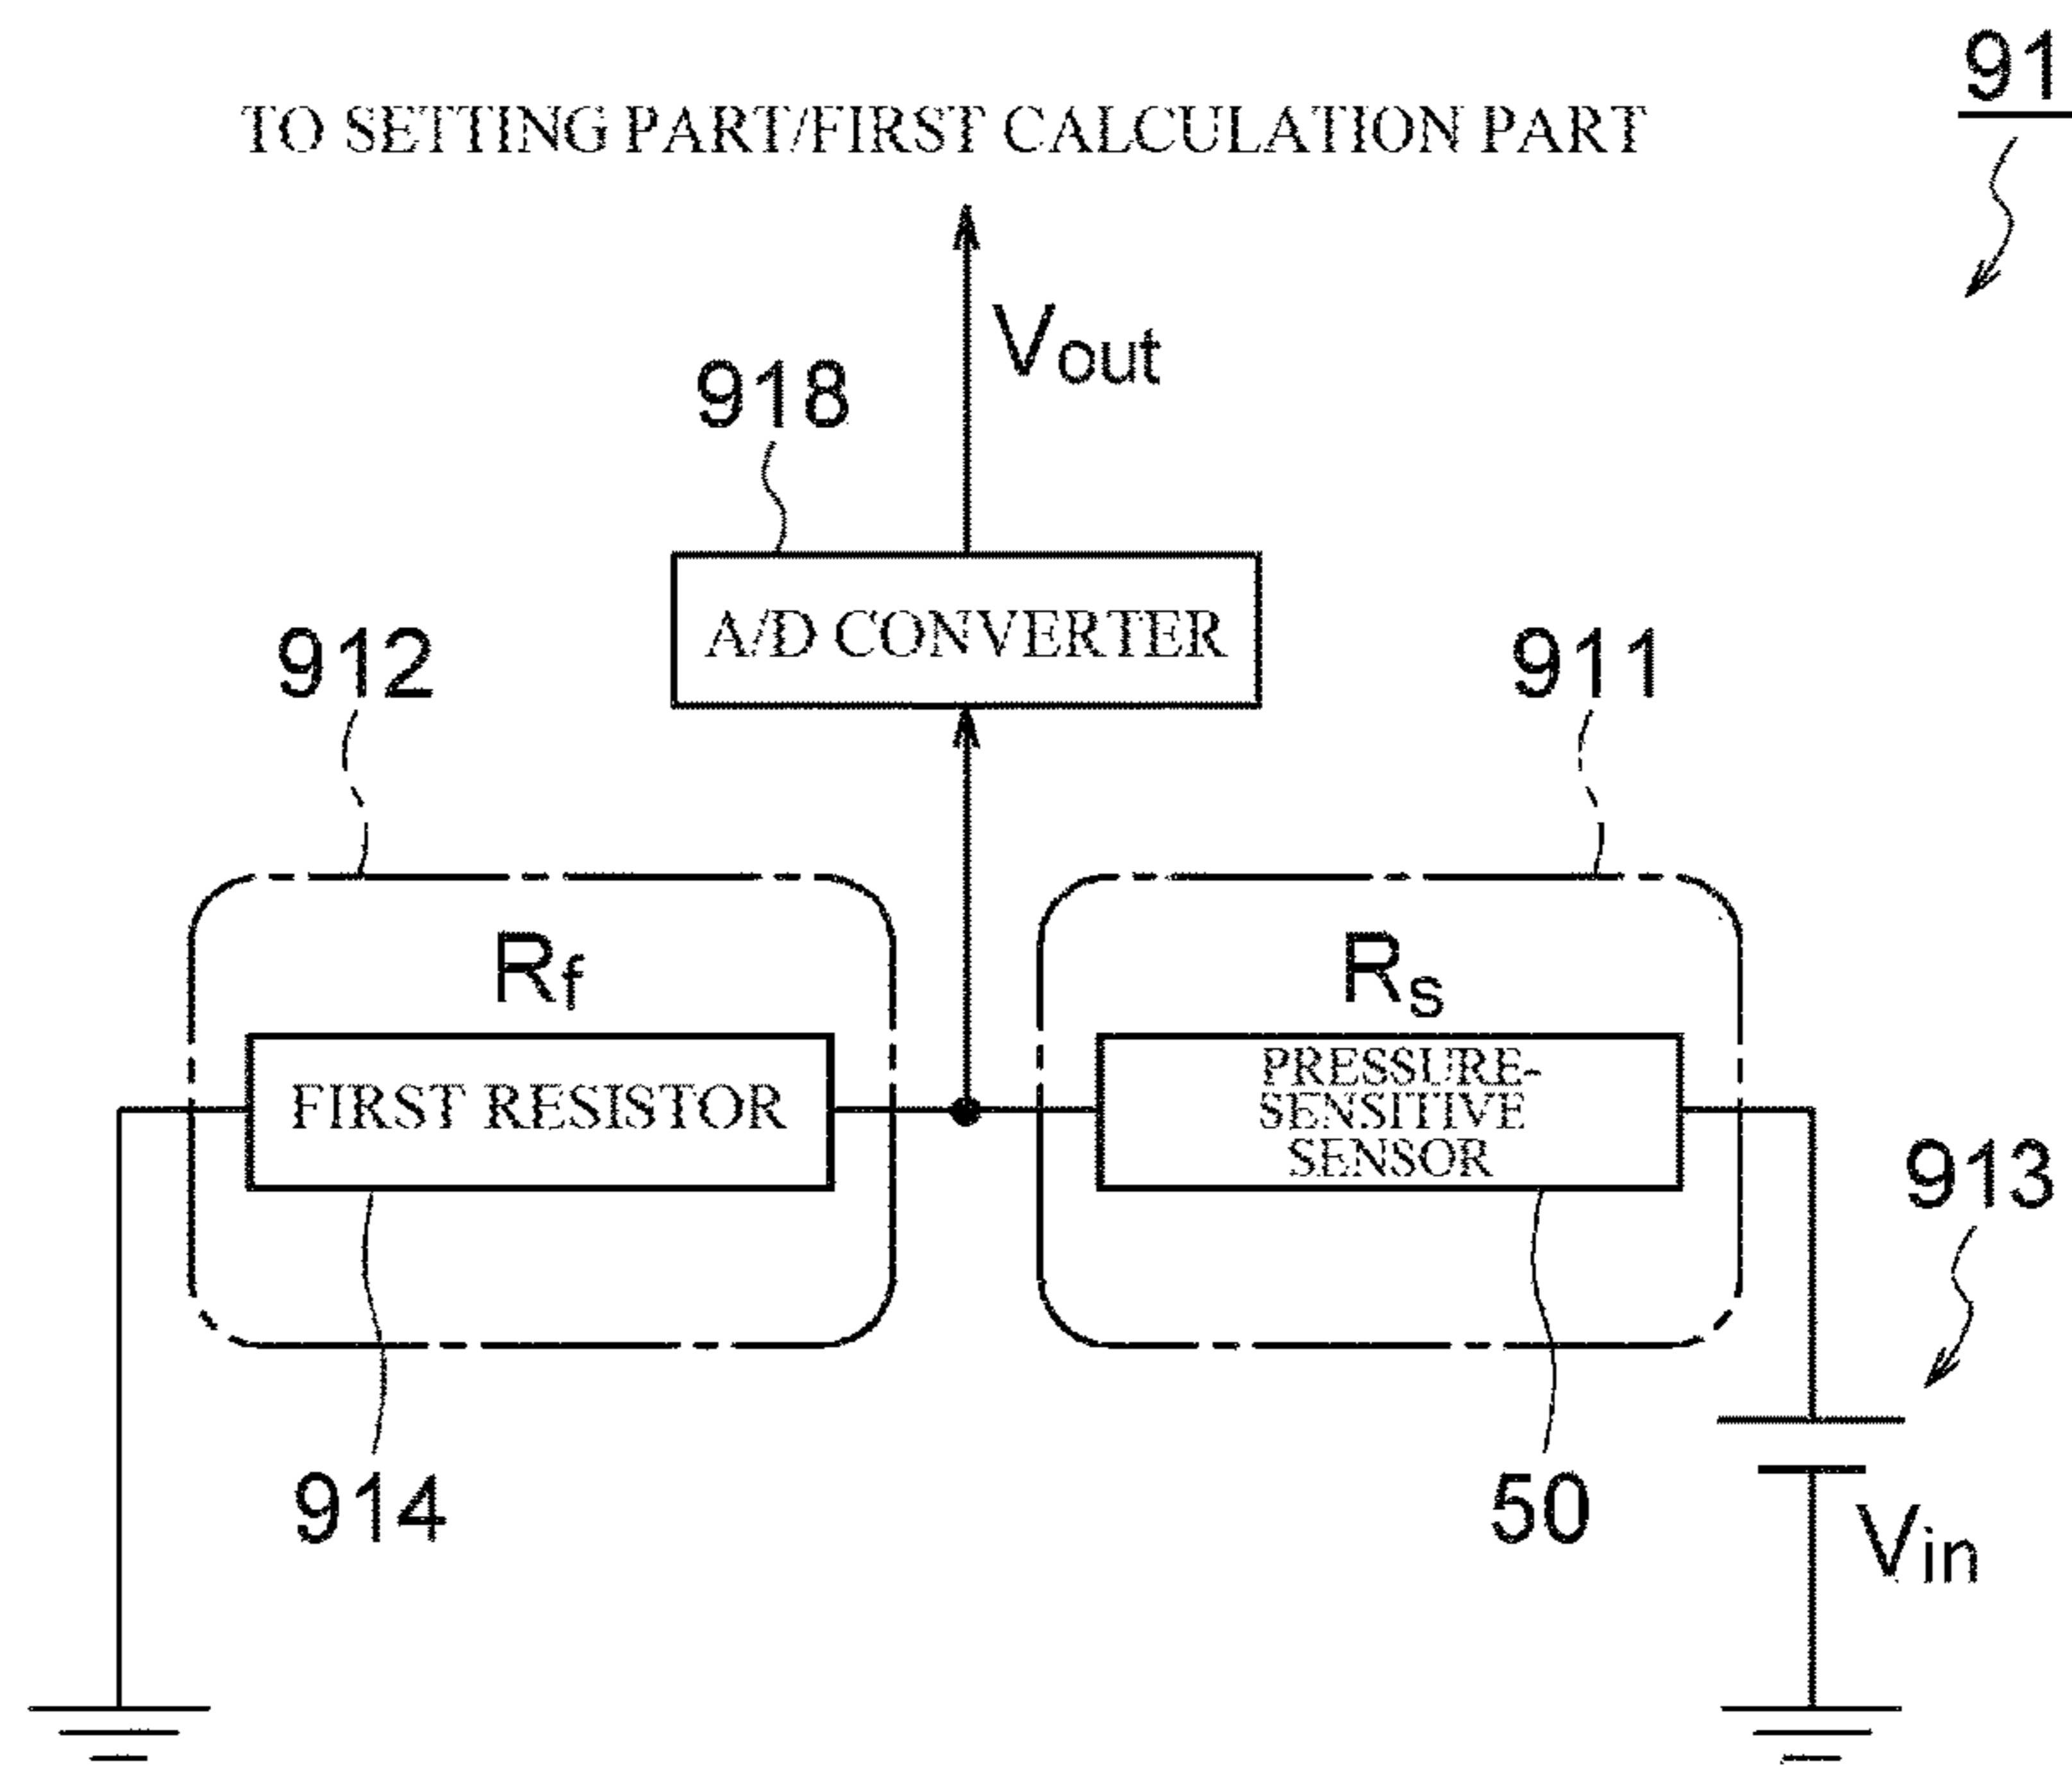 91
TO SETTING PART/FIRST CALCULATION PART
Vout
918
A/D CONVERTER
912
911
Rf
Rs
FIRST RESISTOR
PRESSURE-
SENSITIVE
SENSOR
913
914
50
Vin